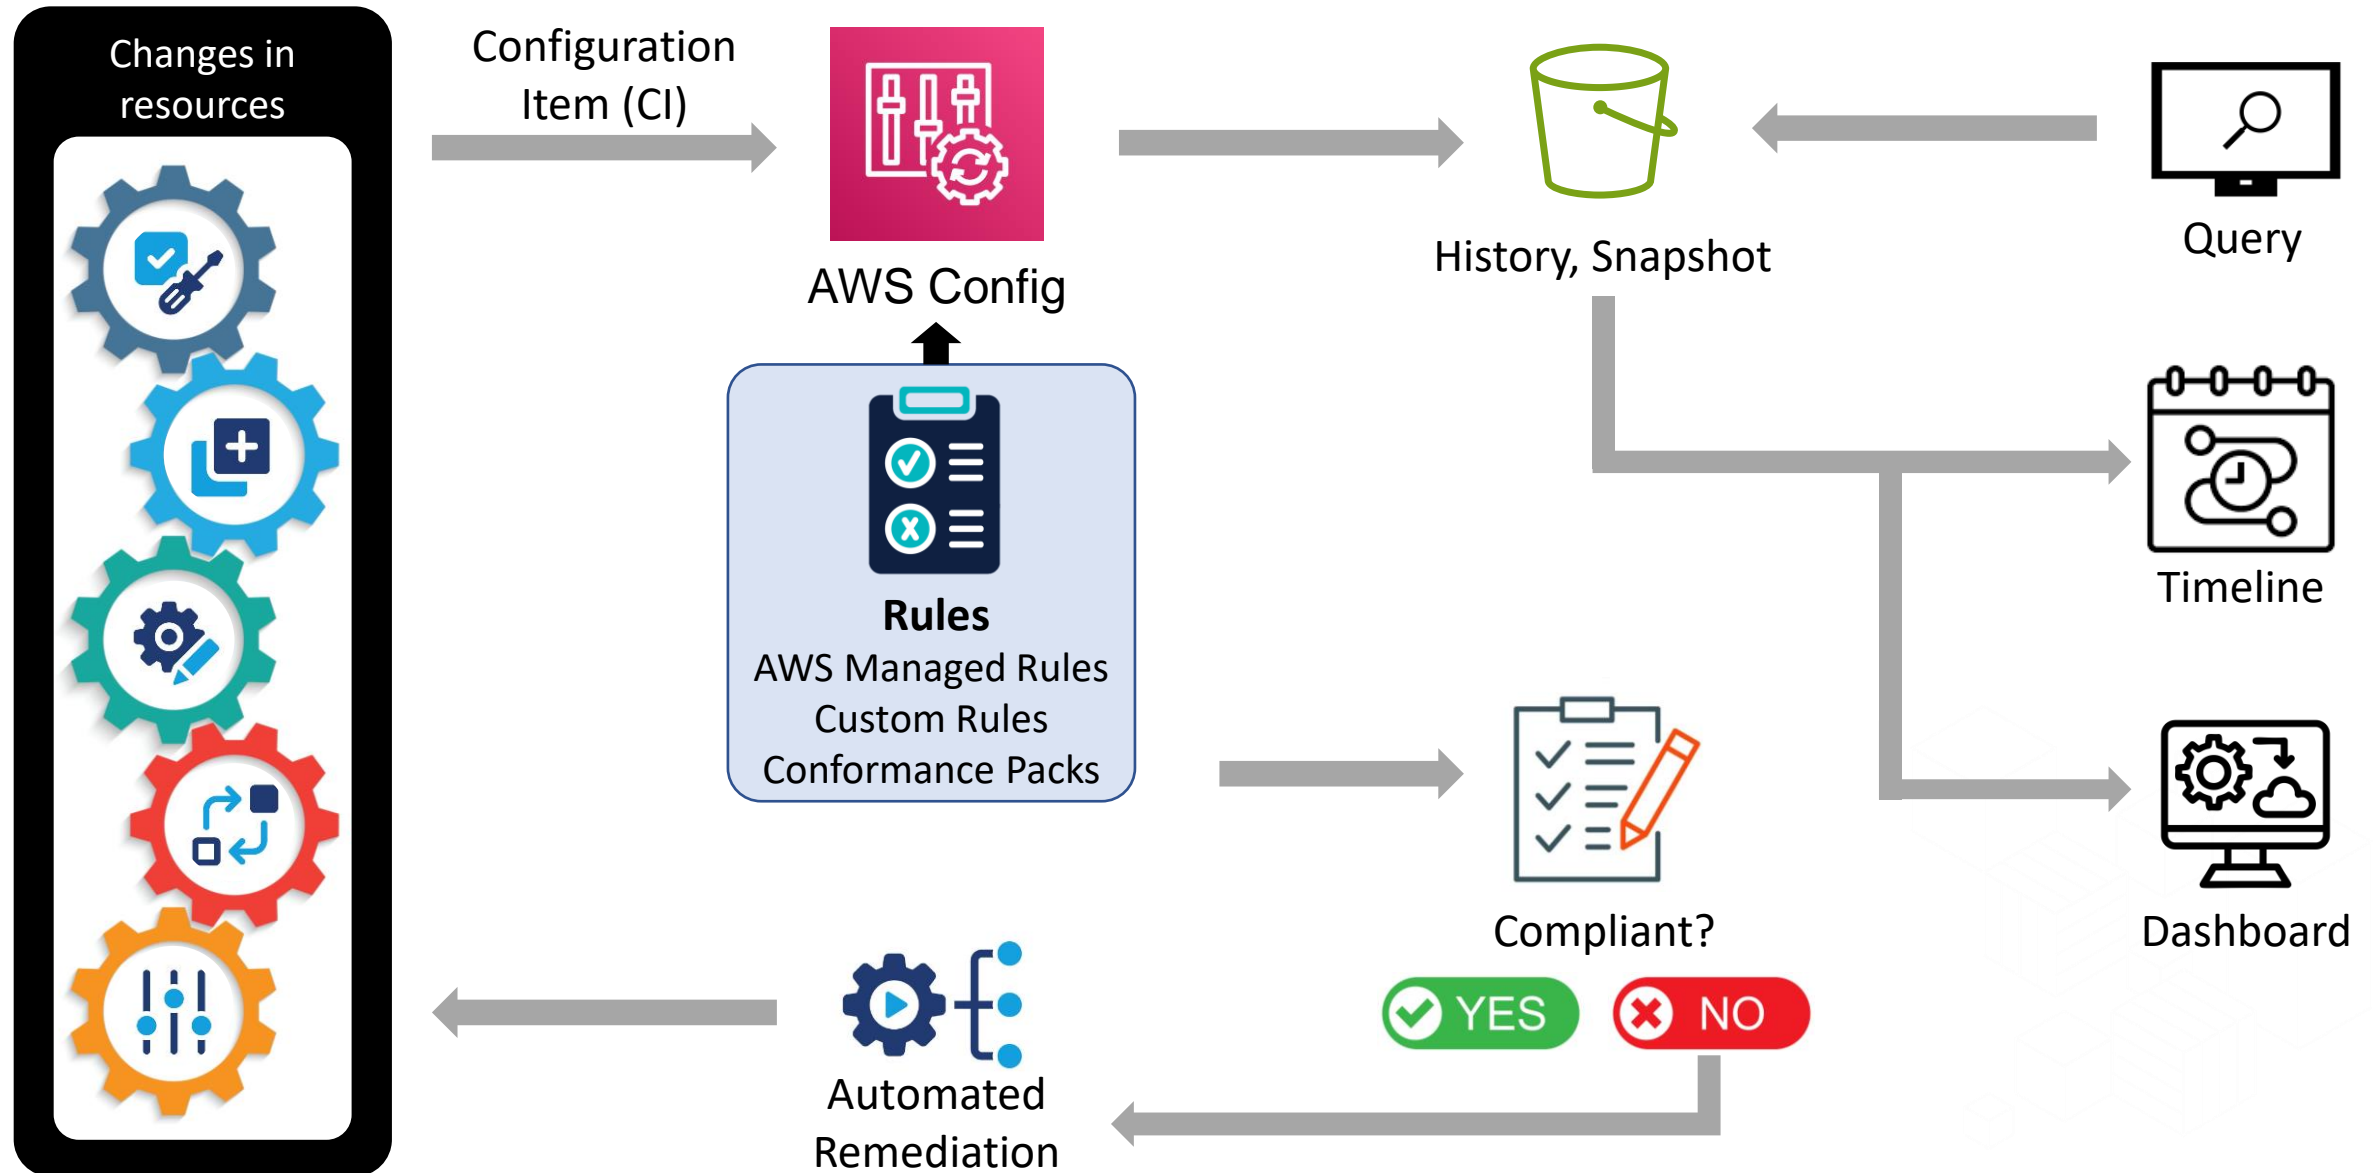 Changes in
resources
Configuration
Item (CI)
AWS Config
History, Snapshot
Query
Rules
AWS Managed Rules
Custom Rules
Conformance Packs
Timeline
Compliant?
YES
NO
Dashboard
Automated
Remediation